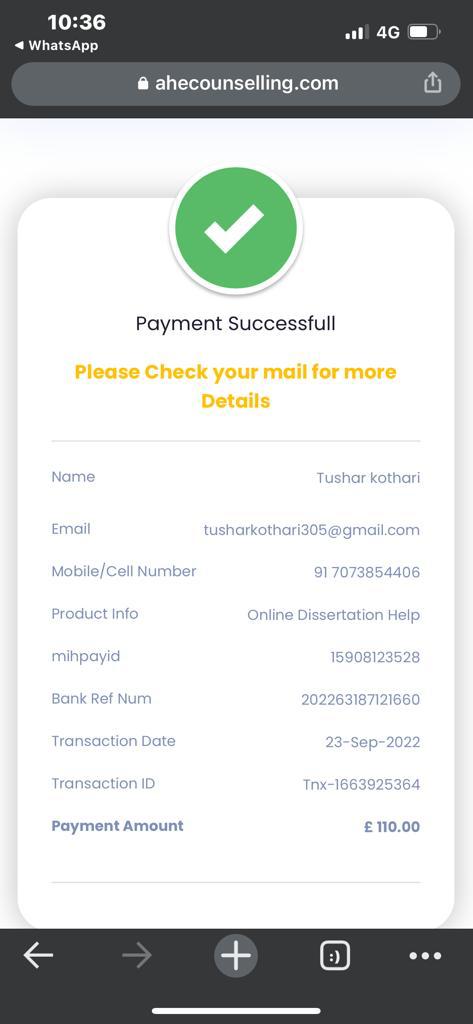 10:36
4G
◀ WhatsApp
ahecounselling.com
Payment Successfull
Please Check your mail for more
Details
Name Tushar kothari
Email tusharkothari305@gmail.com
Mobile/Cell Number 91 7073854406
Product Info Online Dissertation Help
mihpayid 15908123528
Bank Ref Num 202263187121660
Transaction Date 23-Sep-2022
Transaction ID Tnx-1663925364
Payment Amount £ 110.00
:)